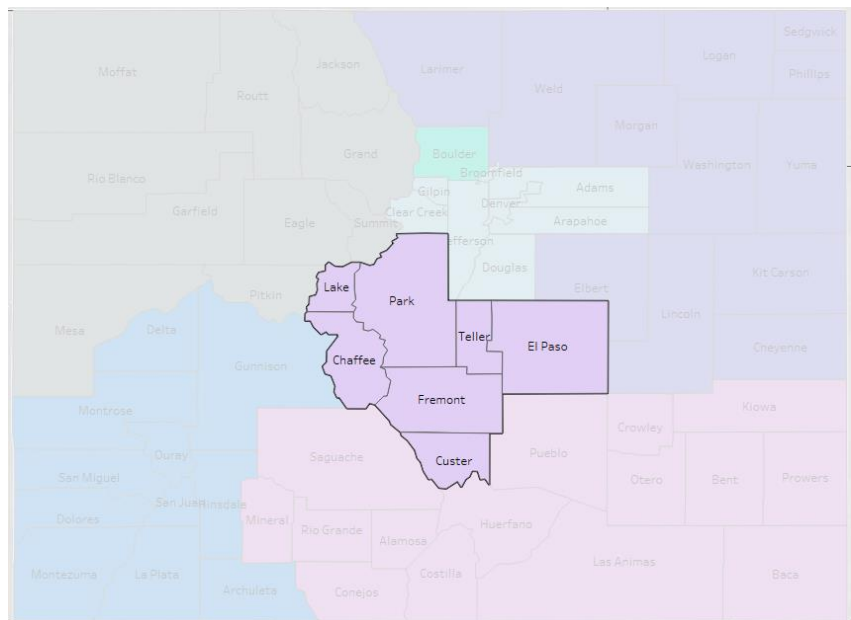 Sadgwick
Jackson
Logan
Moffat
Larimer
Phillips
Weld
Routt
Morgan
Grand
Boulder
Washington
Yuma
Broomfield
Rio Blanco
Gilpin
Adams
Denver
Garfield
Clear Creek
Eagle
Summit
Arapahoe
Jefferson
Douglas
Kit Carson
Lake
Elbert
Pitkin
Park
Lincoln
Mesa
Delta
Teller
El Paso
Cheyenne
Chaffee
Gunnison
Fremont
Montrose
Kiowa
Crowley
Ouray
Saguache
Custer
Pueblo
San Miguel
Otero
Bent
Prowers
San Juan
Hinsdale
Dolores
Mineral
Rio Grande
Huerfano
Alamosa
Las Animas
Montezuma
La Plata
Costilla
Baca
Archuleta
Conejos